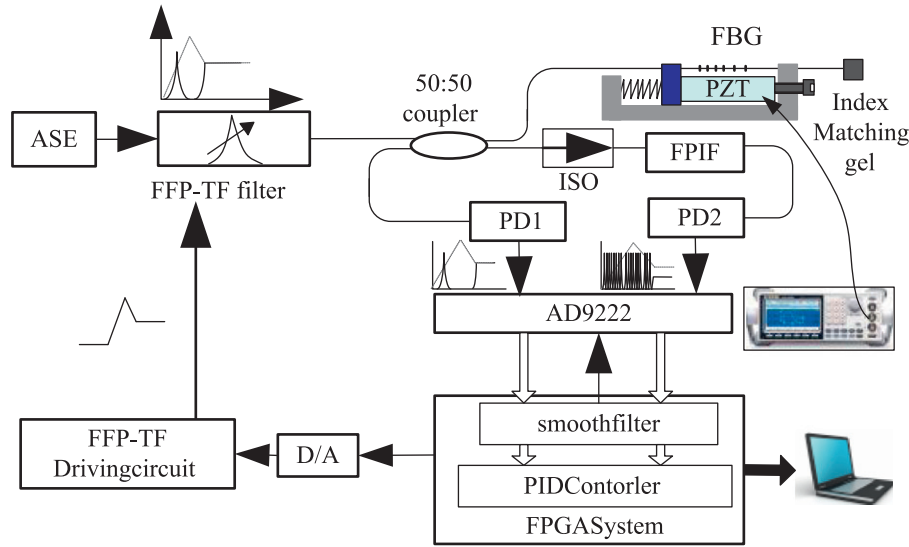 FBG
50:50
coupler
PZT
ASE
Index
Matching
gel
FPIF
ISO
FFP-TF filter
PD1
PD2
AD9222
smoothfilter
FFP-TF
Drivingcircuit
D/A
PIDContorler
FPGASystem